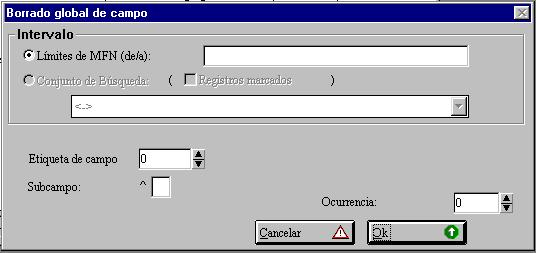 Borrado global de campo
Intervalo
Límites de MFN (de/a):
Conjunto de Búsqueda: ( Registros marcados )
<->
Etiqueta de campo 0
Subcampo: ^
Ocurrencia: 0
Cancelar Ok